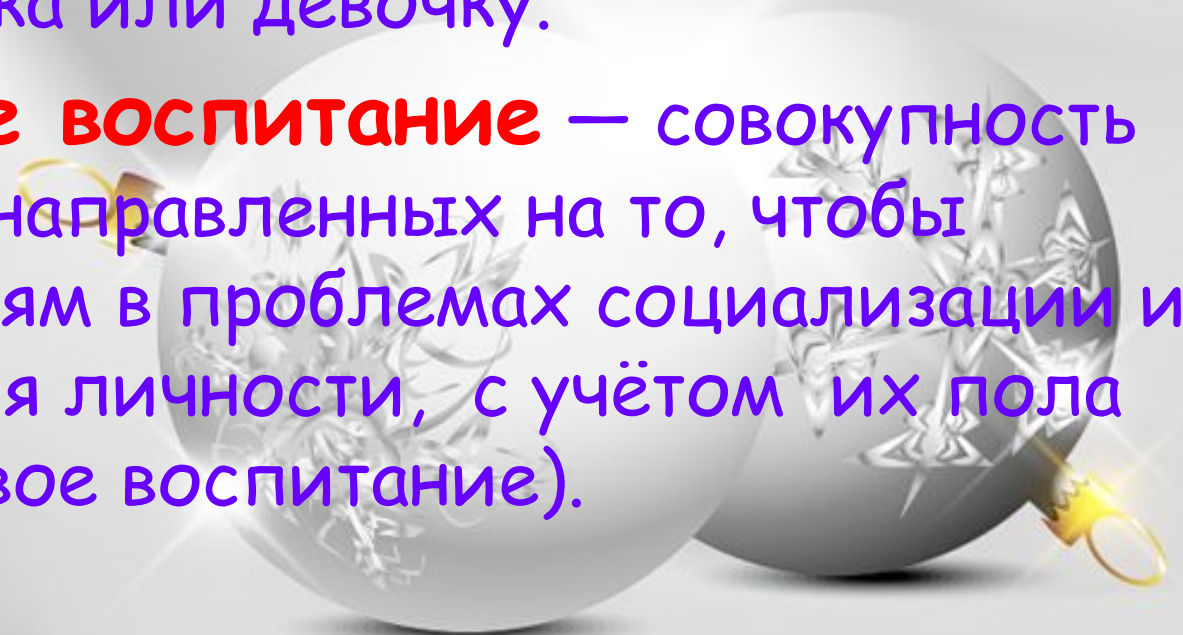 ка или девочку.
е воспитание — совокупность
направленных на то, чтобы
ям в проблемах социализации и
я личности, с учётом их пола
вое воспитание).